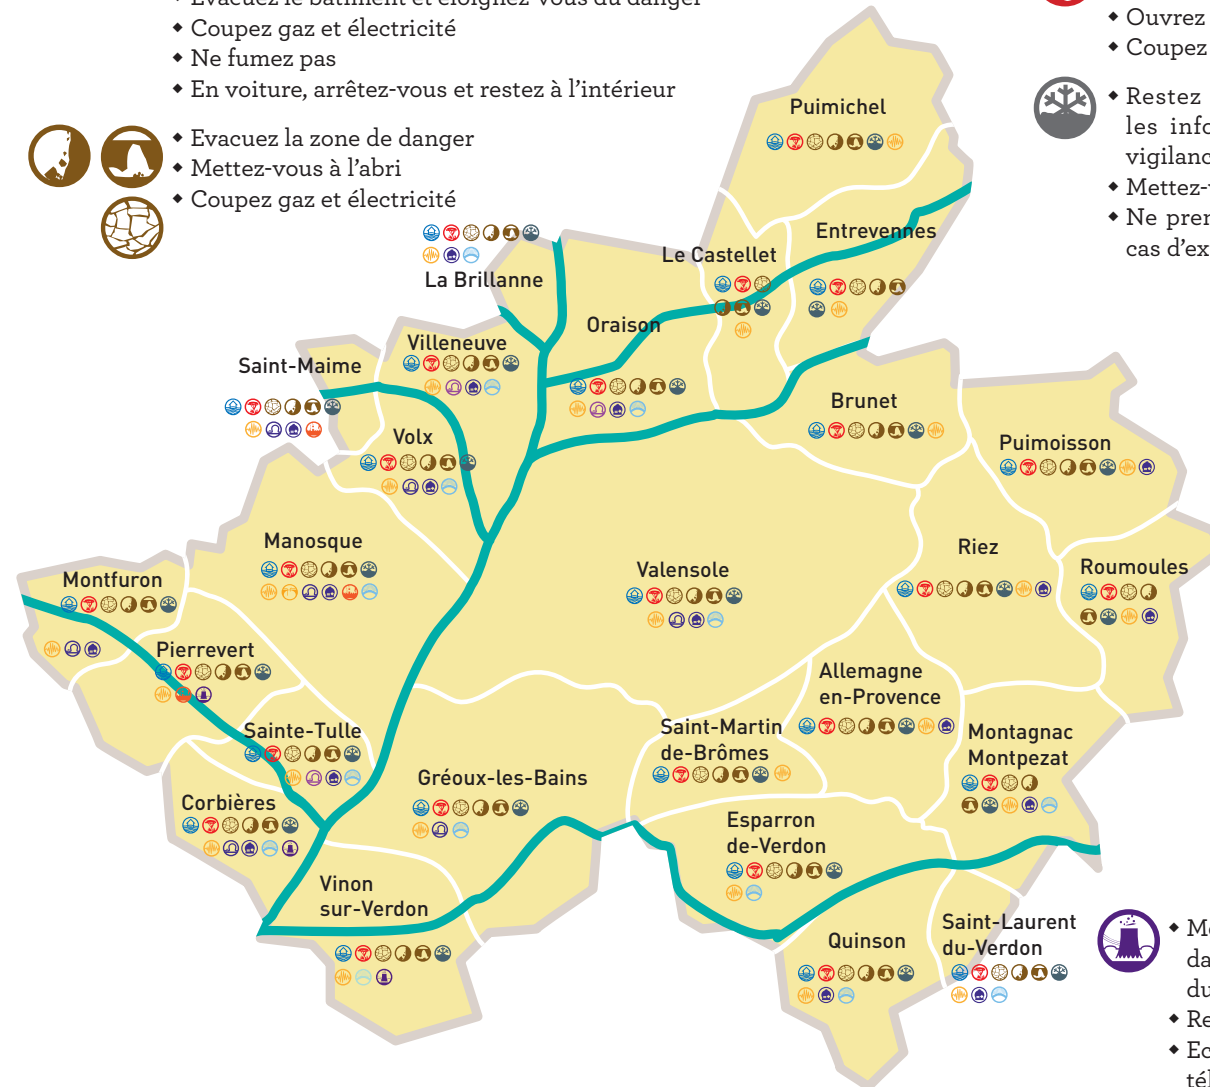 Evacuez le bâtiment et éloignez-vous du danger
◆ Coupez gaz et électricité
◆ Ne fumez pas
◆ En voiture, arrêtez-vous et restez à l'intérieur
◆ Evacuez la zone de danger
◆ Mettez-vous à l'abri
◆ Coupez gaz et électricité
◆ Ouvrez
◆ Coupez
◆ Restez
les info
vigilanc
◆ Mettez-v
◆ Ne pren
cas d'ex
Puimichel
Entrevennes
Le Castellet
La Brillanne
Oraison
Villeneuve
Saint-Maime
Brunet
Volx
Puimoisson
Manosque
Riez
Valensole
Roumoules
Montfuron
Pierrevert
Allemagne
en-Provence
Sainte-Tulle
Saint-Martin
de-Brômes
Montagnac
Montpezat
Gréoux-les-Bains
Corbières
Esparron
de-Verdon
Vinon
sur-Verdon
Quinson
Saint-Laurent
du-Verdon
◆ Me
da
du
◆ Re
◆ Ec
tél